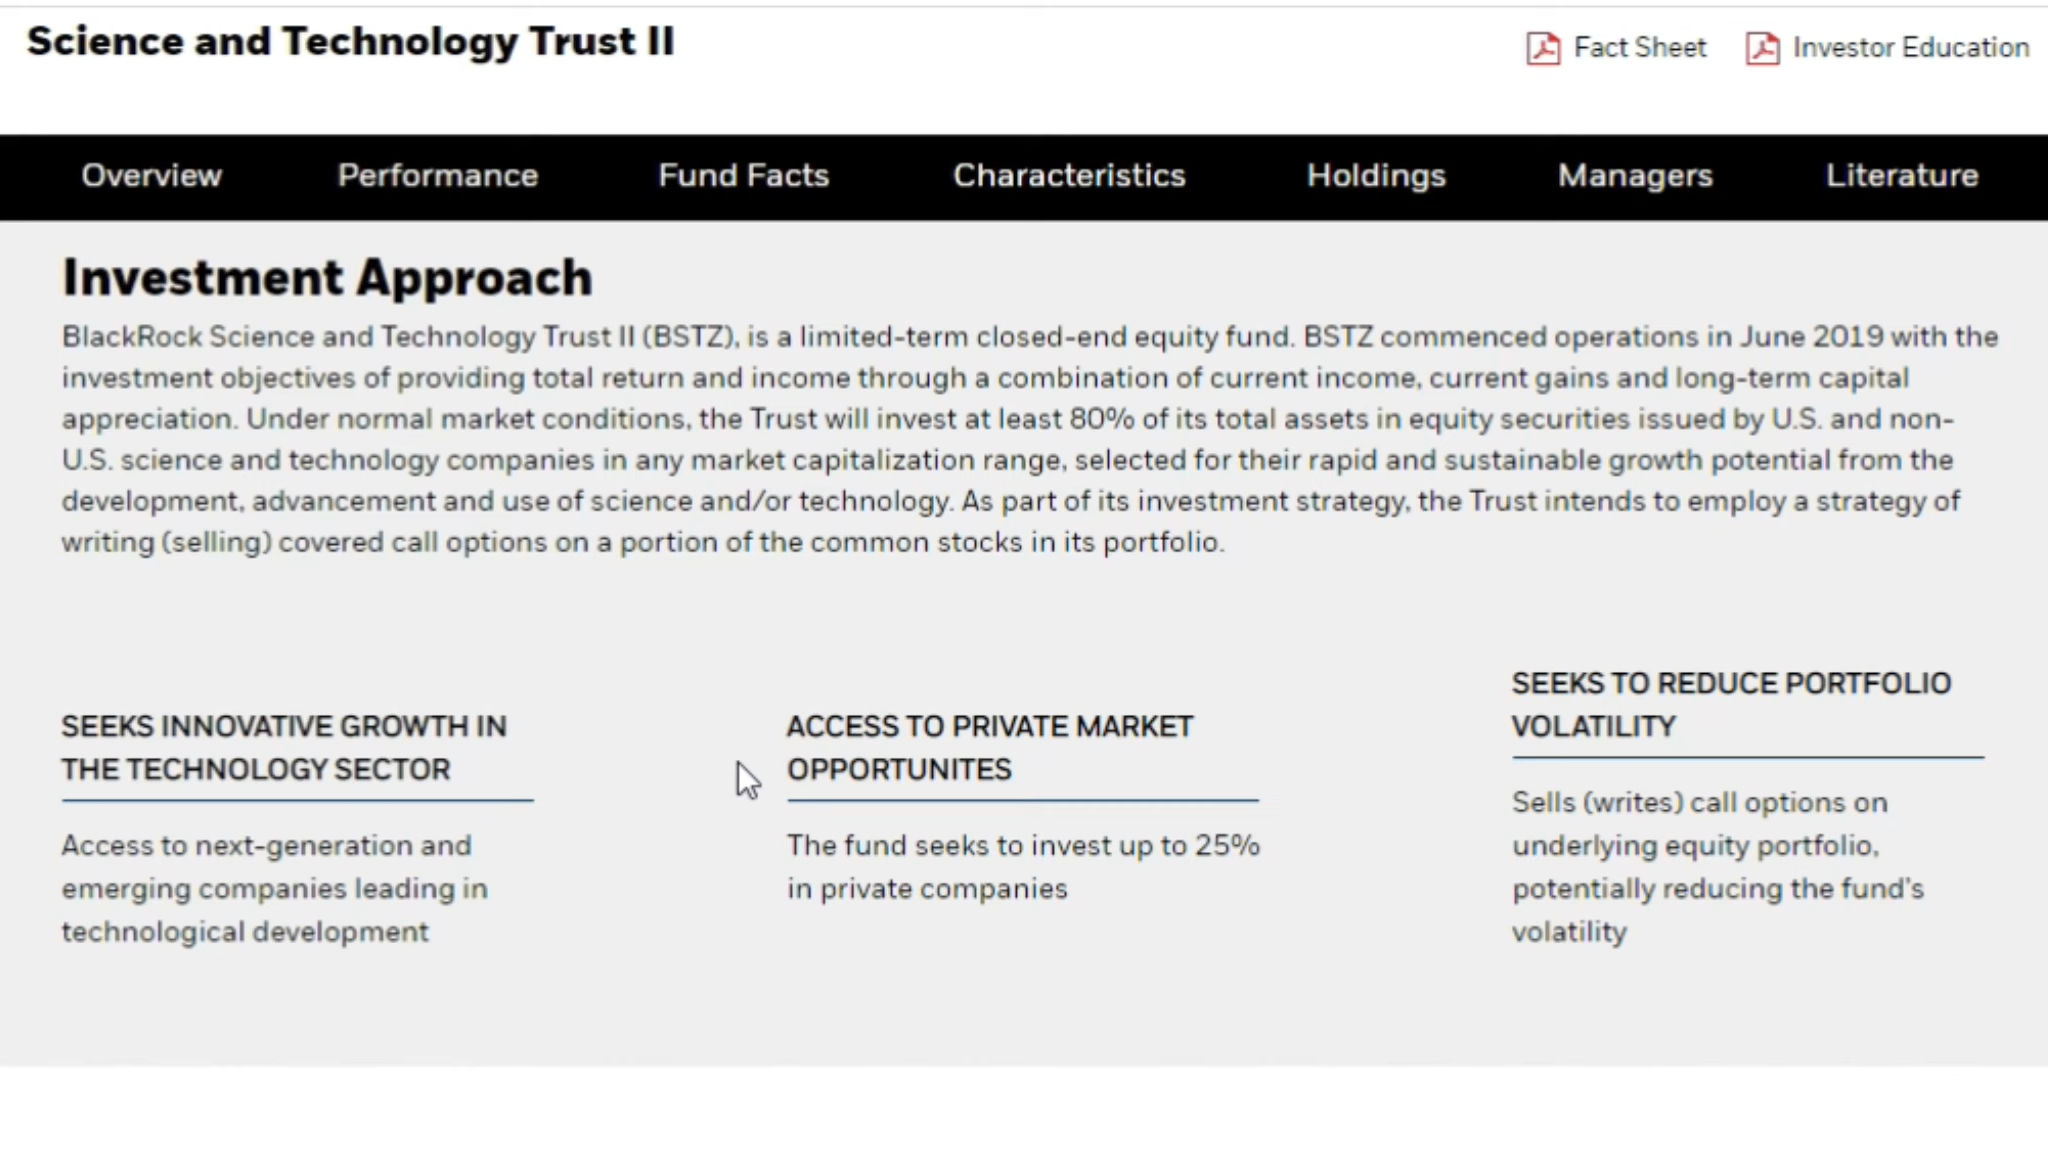 Science and Technology Trust II
Fact Sheet
Investor Education
Overview
Performance
Fund Facts
Characteristics
Holdings
Managers
Literature
Investment Approach
BlackRock Science and Technology Trust II (BSTZ), is a limited-term closed-end equity fund. BSTZ commenced operations in June 2019 with the
investment objectives of providing total return and income through a combination of current income, current gains and long-term capital
appreciation. Under normal market conditions, the Trust will invest at least 80% of its total assets in equity securities issued by U.S. and non-
U.S. science and technology companies in any market capitalization range, selected for their rapid and sustainable growth potential from the
development, advancement and use of science and/or technology. As part of its investment strategy, the Trust intends to employ a strategy of
writing (selling) covered call options on a portion of the common stocks in its portfolio.
SEEKS INNOVATIVE GROWTH IN
THE TECHNOLOGY SECTOR
Access to next-generation and
emerging companies leading in
technological development
ACCESS TO PRIVATE MARKET
OPPORTUNITES
The fund seeks to invest up to 25%
in private companies
SEEKS TO REDUCE PORTFOLIO
VOLATILITY
Sells (writes) call options on
underlying equity portfolio,
potentially reducing the fund's
volatility